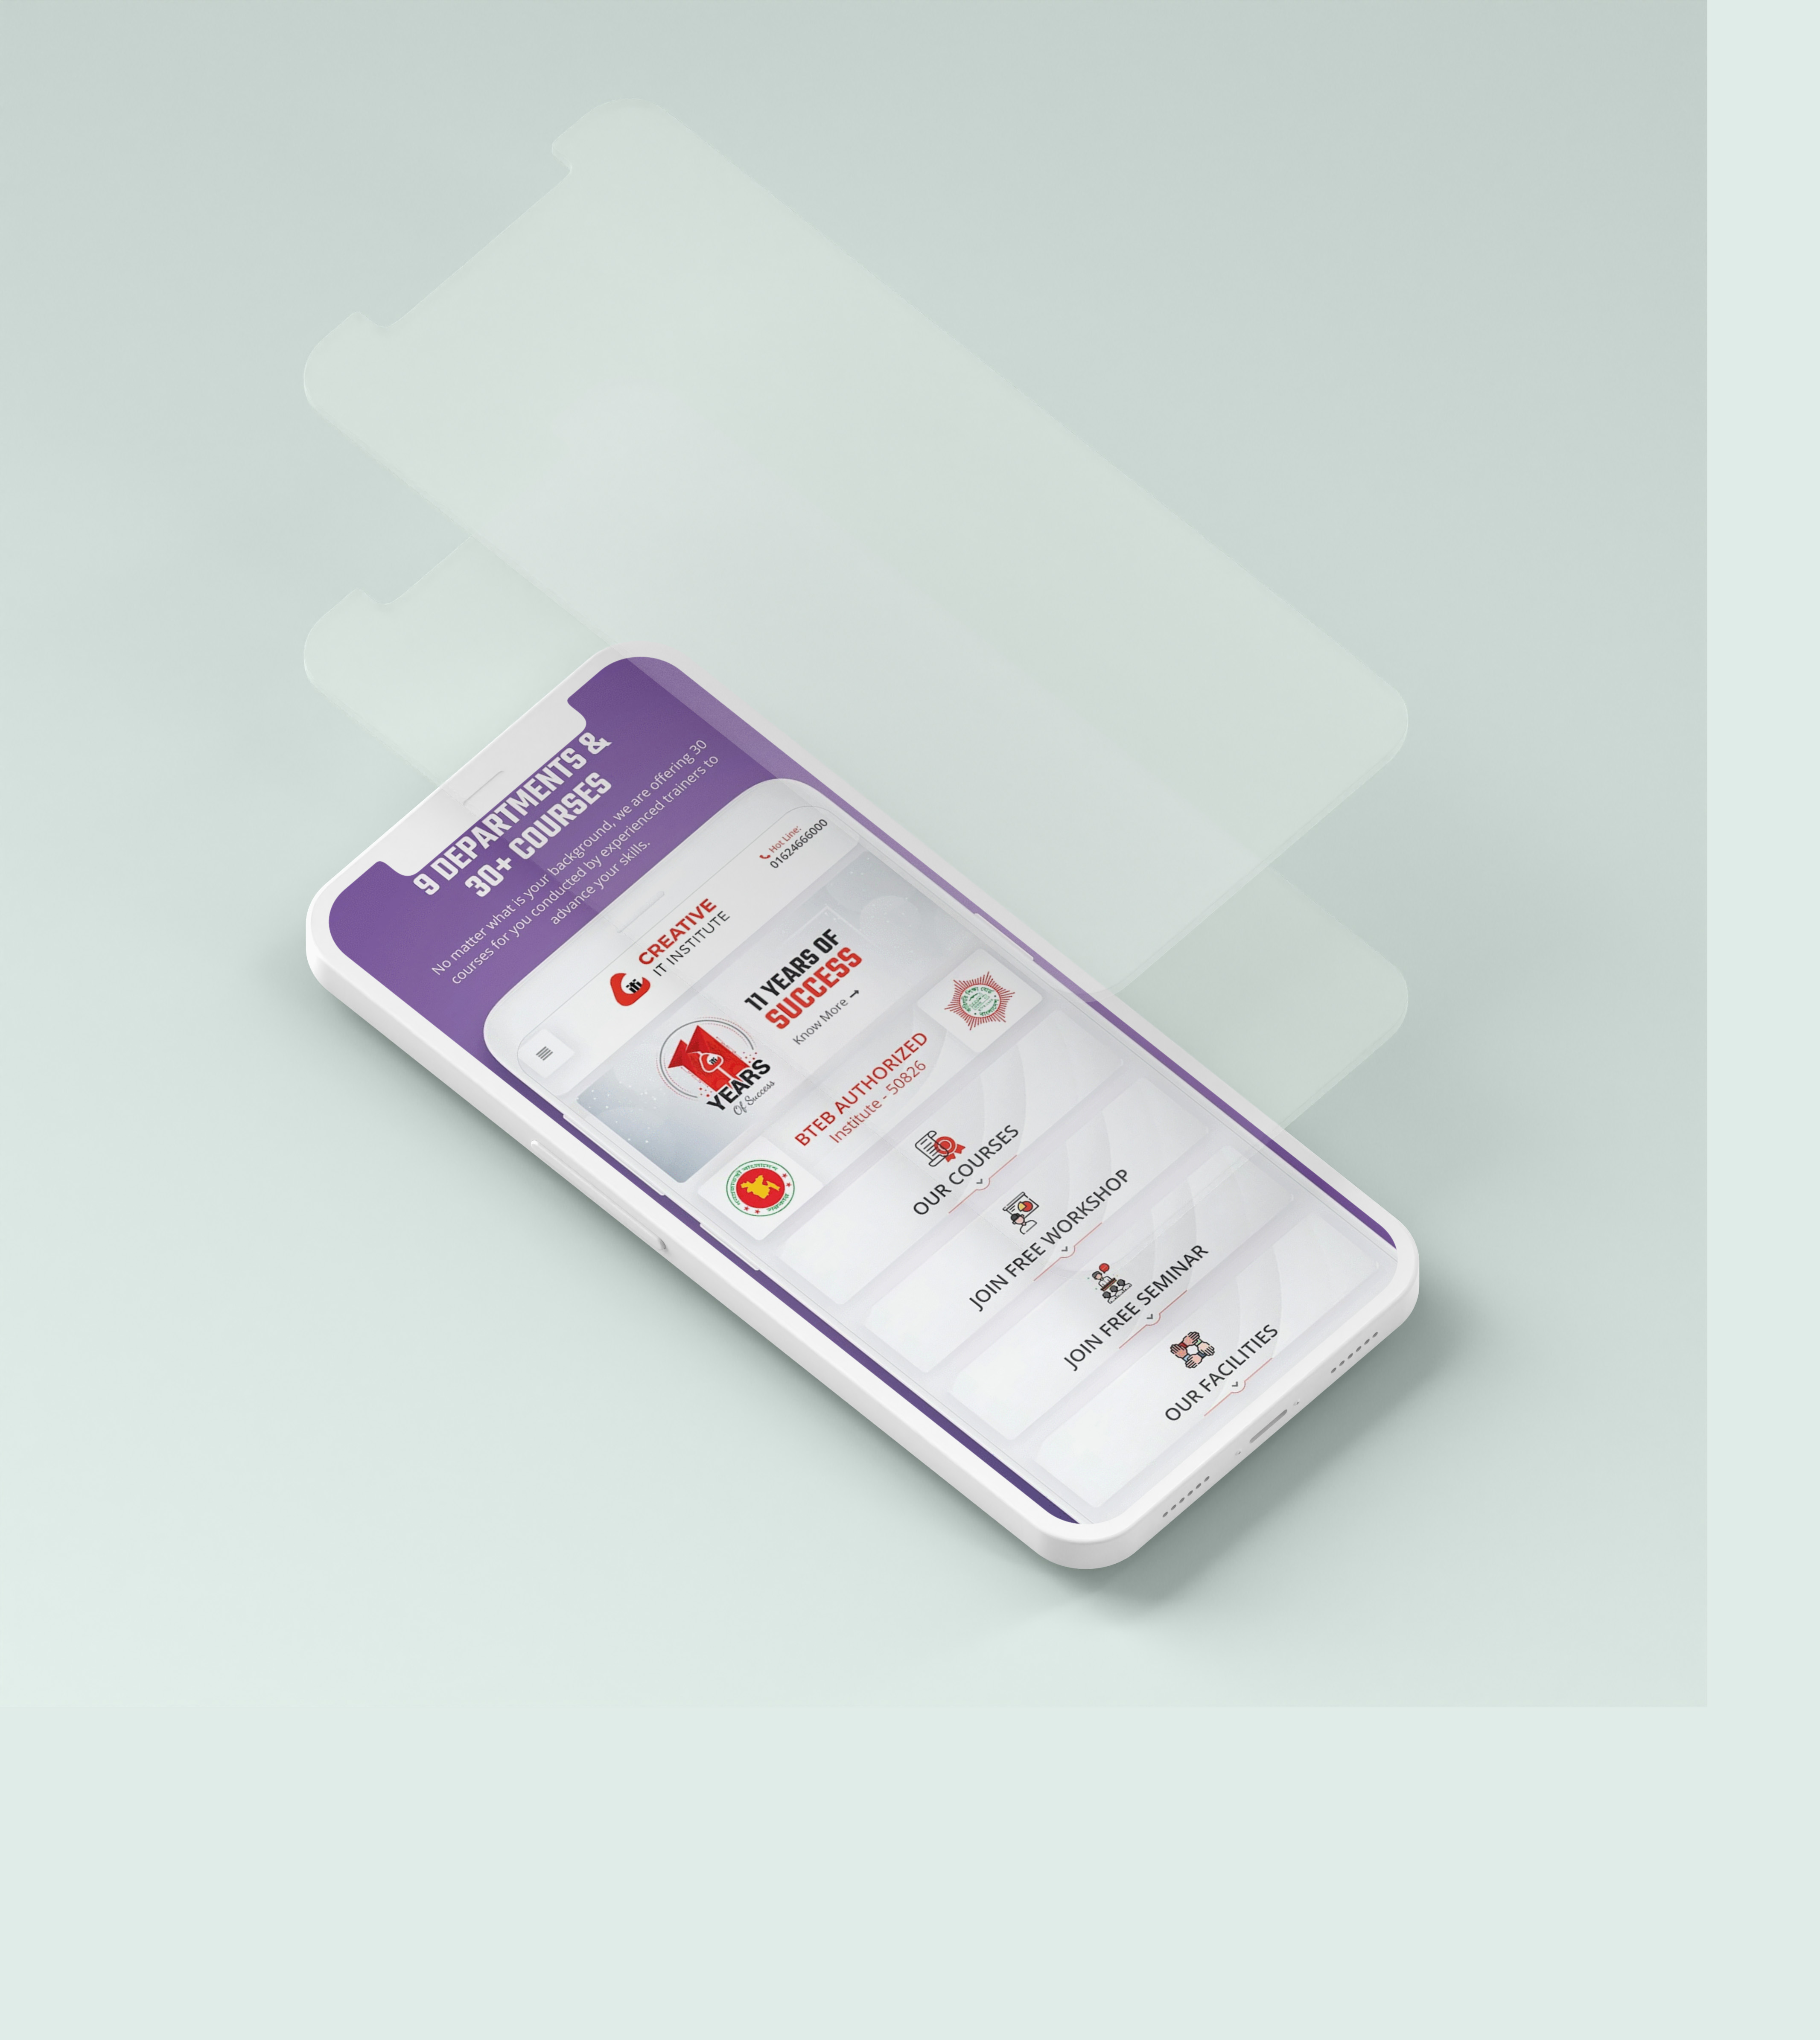 9 DEPARTMENTS &
30+ COURSES
No matter what is your background, we are offering 30
courses for you conducted by experienced trainers to
advance your skills.
Hot Line:
01624666000
CREATIVE
IT INSTITUTE
iti
11 YEARS OF
SUCCESS
Know More →
11
YEARS
Of Success
BTEB AUTHORIZED
Institute - 50826
OUR COURSES
JOIN FREE WORKSHOP
JOIN FREE SEMINAR
OUR FACILITIES